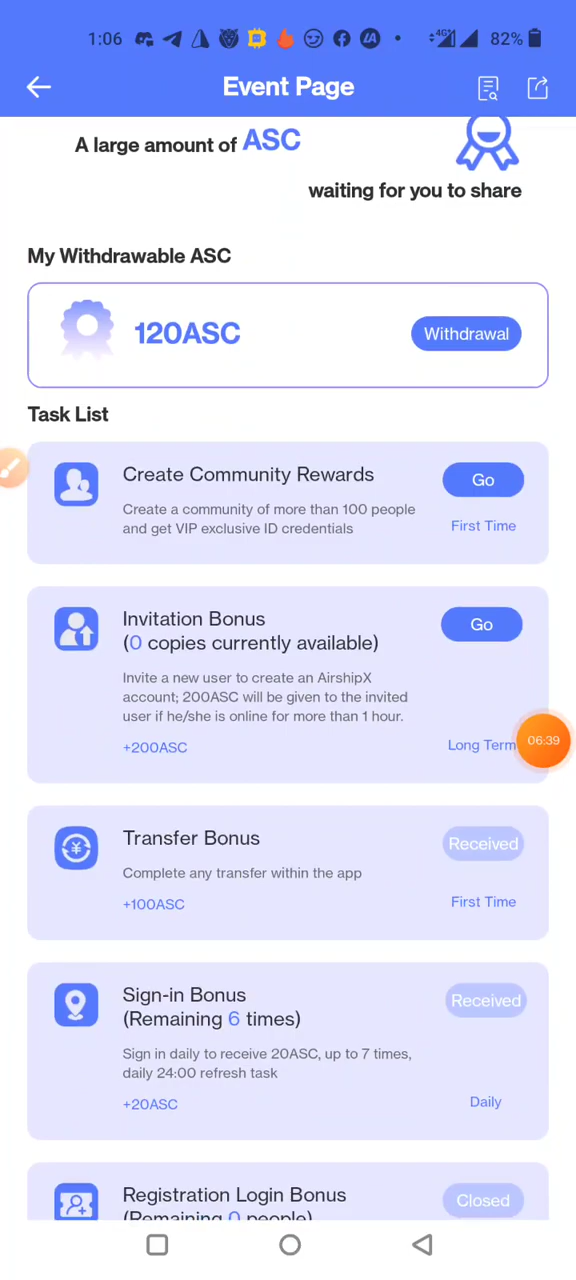 1:06
4G
82%
Event Page
A large amount of ASC
waiting for you to share
My Withdrawable ASC
120ASC
Withdrawal
Task List
Create Community Rewards
Go
Create a community of more than 100 people
and get VIP exclusive ID credentials
First Time
Invitation Bonus
(0 copies currently available)
Go
Invite a new user to create an AirshipX
account; 200ASC will be given to the invited
user if he/she is online for more than 1 hour.
+200ASC
Long Term
06:39
Transfer Bonus
Received
Complete any transfer within the app
+100ASC
First Time
Sign-in Bonus
(Remaining 6 times)
Received
Sign in daily to receive 20ASC, up to 7 times,
daily 24:00 refresh task
+20ASC
Daily
Registration Login Bonus
Closed
(Remaining 0 people)